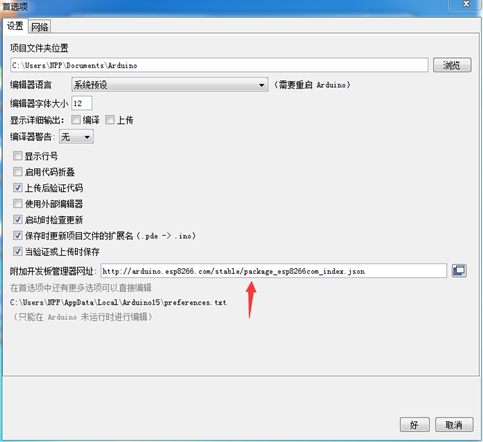 首选项
设置 网络
项目文件夹位置
C:\Users\NPP\Documents\Arduino 浏览
编辑器语言 系统预设 (需要重启 Arduino)
编辑器字体大小 12
显示详细输出: 编译 上传
编译器警告: 无
显示行号
启用代码折叠
上传后验证代码
使用外部编辑器
启动时检查更新
保存时更新项目文件的扩展名 (.pde -> .ino)
当验证或上传时保存
附加开发板管理器网址: http://arduino.esp8266.com/stable/package_esp8266com_index.json
在首选项中还有更多选项可以直接编辑
C:\Users\NPP\AppData\Local\Arduino15\preferences.txt
(只能在 Arduino 未运行时进行编辑)
好 取消